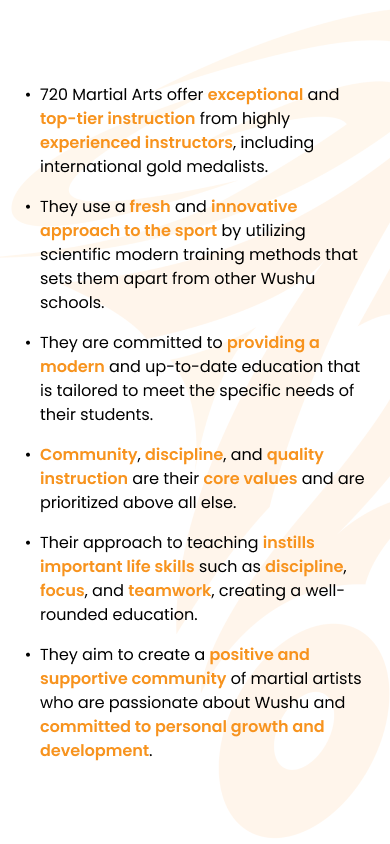 • 720 Martial Arts offer exceptional and
top-tier instruction from highly
experienced instructors, including
international gold medalists.
• They use a fresh and innovative
approach to the sport by utilizing
scientific modern training methods that
sets them apart from other Wushu
schools.
• They are committed to providing a
modern and up-to-date education that
is tailored to meet the specific needs of
their students.
• Community, discipline, and quality
instruction are their core values and are
prioritized above all else.
• Their approach to teaching instills
important life skills such as discipline,
focus, and teamwork, creating a well-
rounded education.
• They aim to create a positive and
supportive community of martial artists
who are passionate about Wushu and
committed to personal growth and
development.